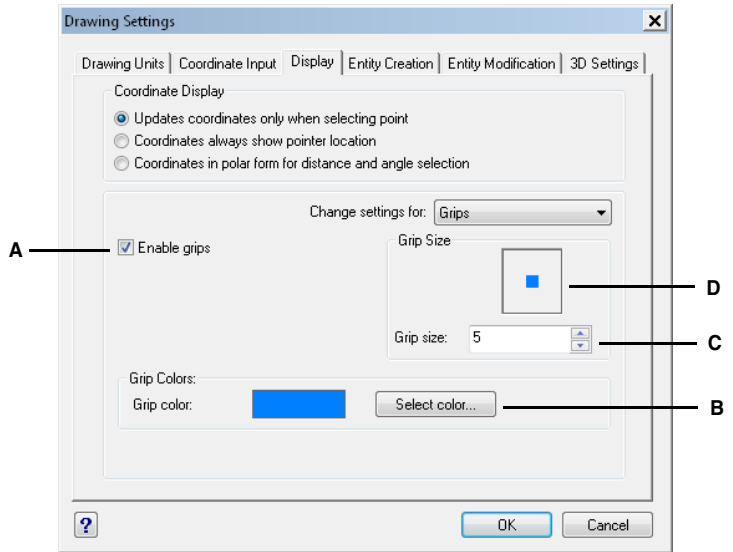 Drawing Settings
Drawing Units Coordinate Input Display Entity Creation Entity Modification 3D Settings
Coordinate Display
Updates coordinates only when selecting point
Coordinates always show pointer location
Coordinates in polar form for distance and angle selection
Change settings for: Grips
A
Enable grips
Grip Size
D
Grip size: 5
C
Grip Colors:
Grip color: Select color...
B
?
OK Cancel